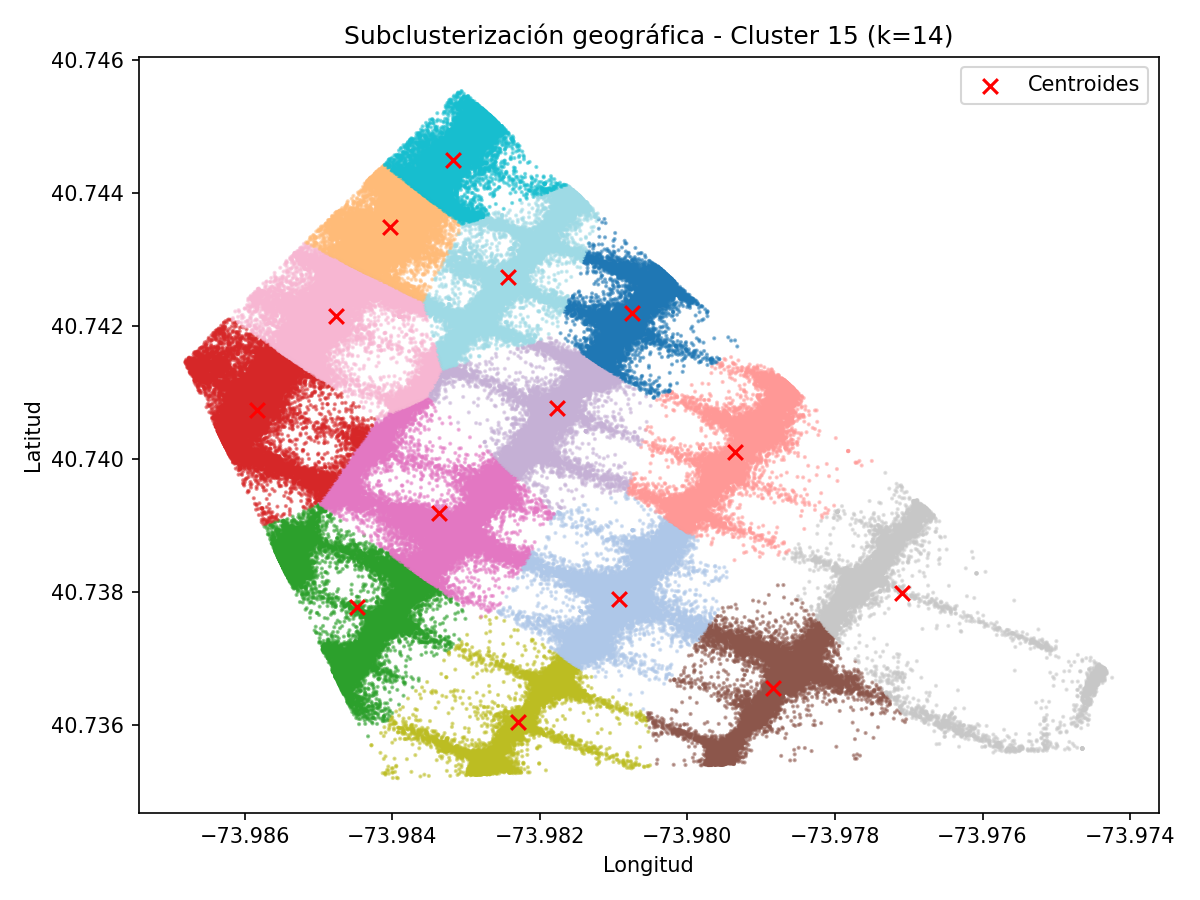 Subclusterización geográfica - Cluster 15 (k=14)
Centroides
40.746
40.744
40.742
40.740
40.738
40.736
Latitud
−73.986 −73.984 −73.982 −73.980 −73.978 −73.976 −73.974
Longitud